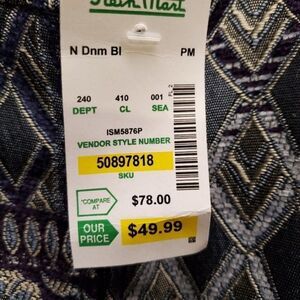 N Dnm Bl PM
240 410 001
DEPT CL SEA
ISM5876P
VENDOR STYLE NUMBER
50897818
SKU
*COMPARE AT $78.00
OUR PRICE $49.99